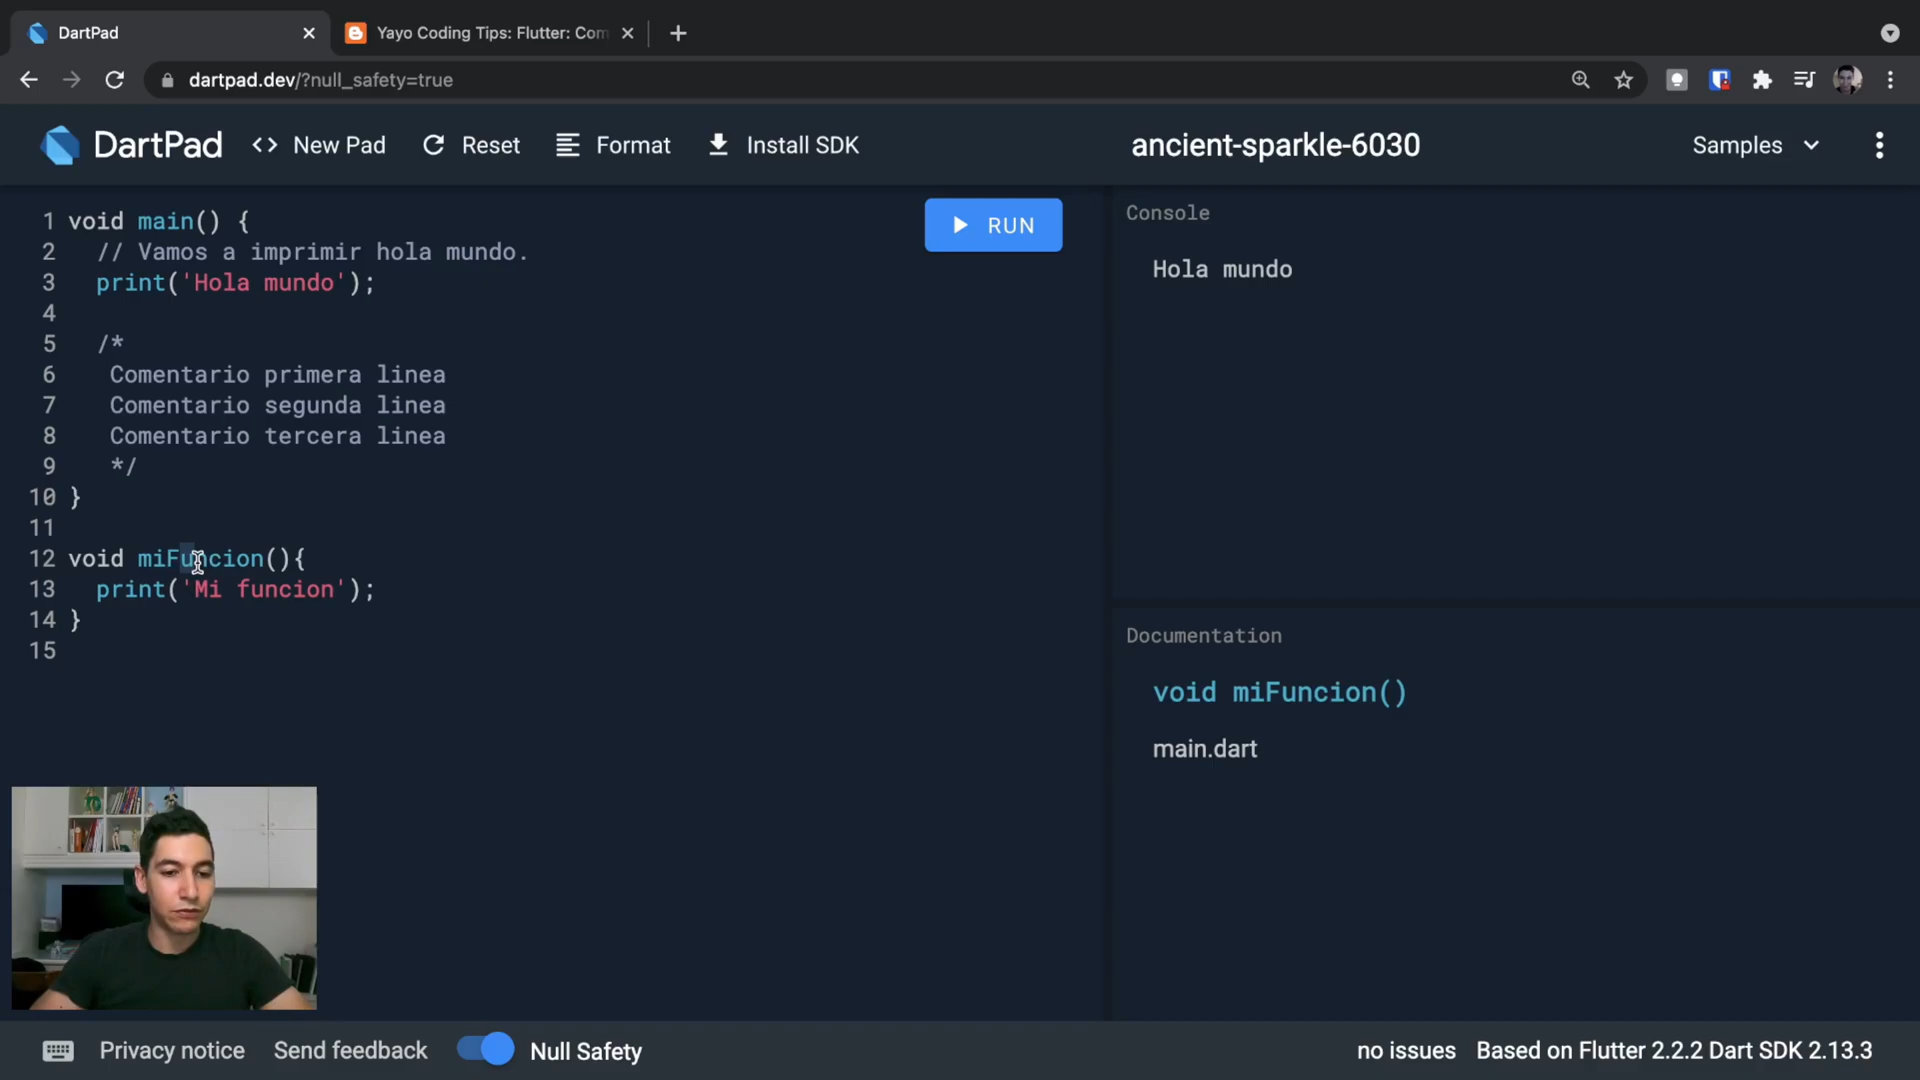 DartPad
Yayo Coding Tips: Flutter: Com
dartpad.dev/?null_safety=true
DartPad
New Pad
Reset
Format
Install SDK
ancient-sparkle-6030
Samples
1 void main() {
2 // Vamos a imprimir hola mundo.
3 print('Hola mundo');
4
5 /*
6 Comentario primera linea
7 Comentario segunda linea
8 Comentario tercera linea
9 */
10 }
11
12 void miFuncion(){
13 print('Mi funcion');
14 }
15
RUN
Console
Hola mundo
Documentation
void miFuncion()
main.dart
Privacy notice
Send feedback
Null Safety
no issues
Based on Flutter 2.2.2 Dart SDK 2.13.3